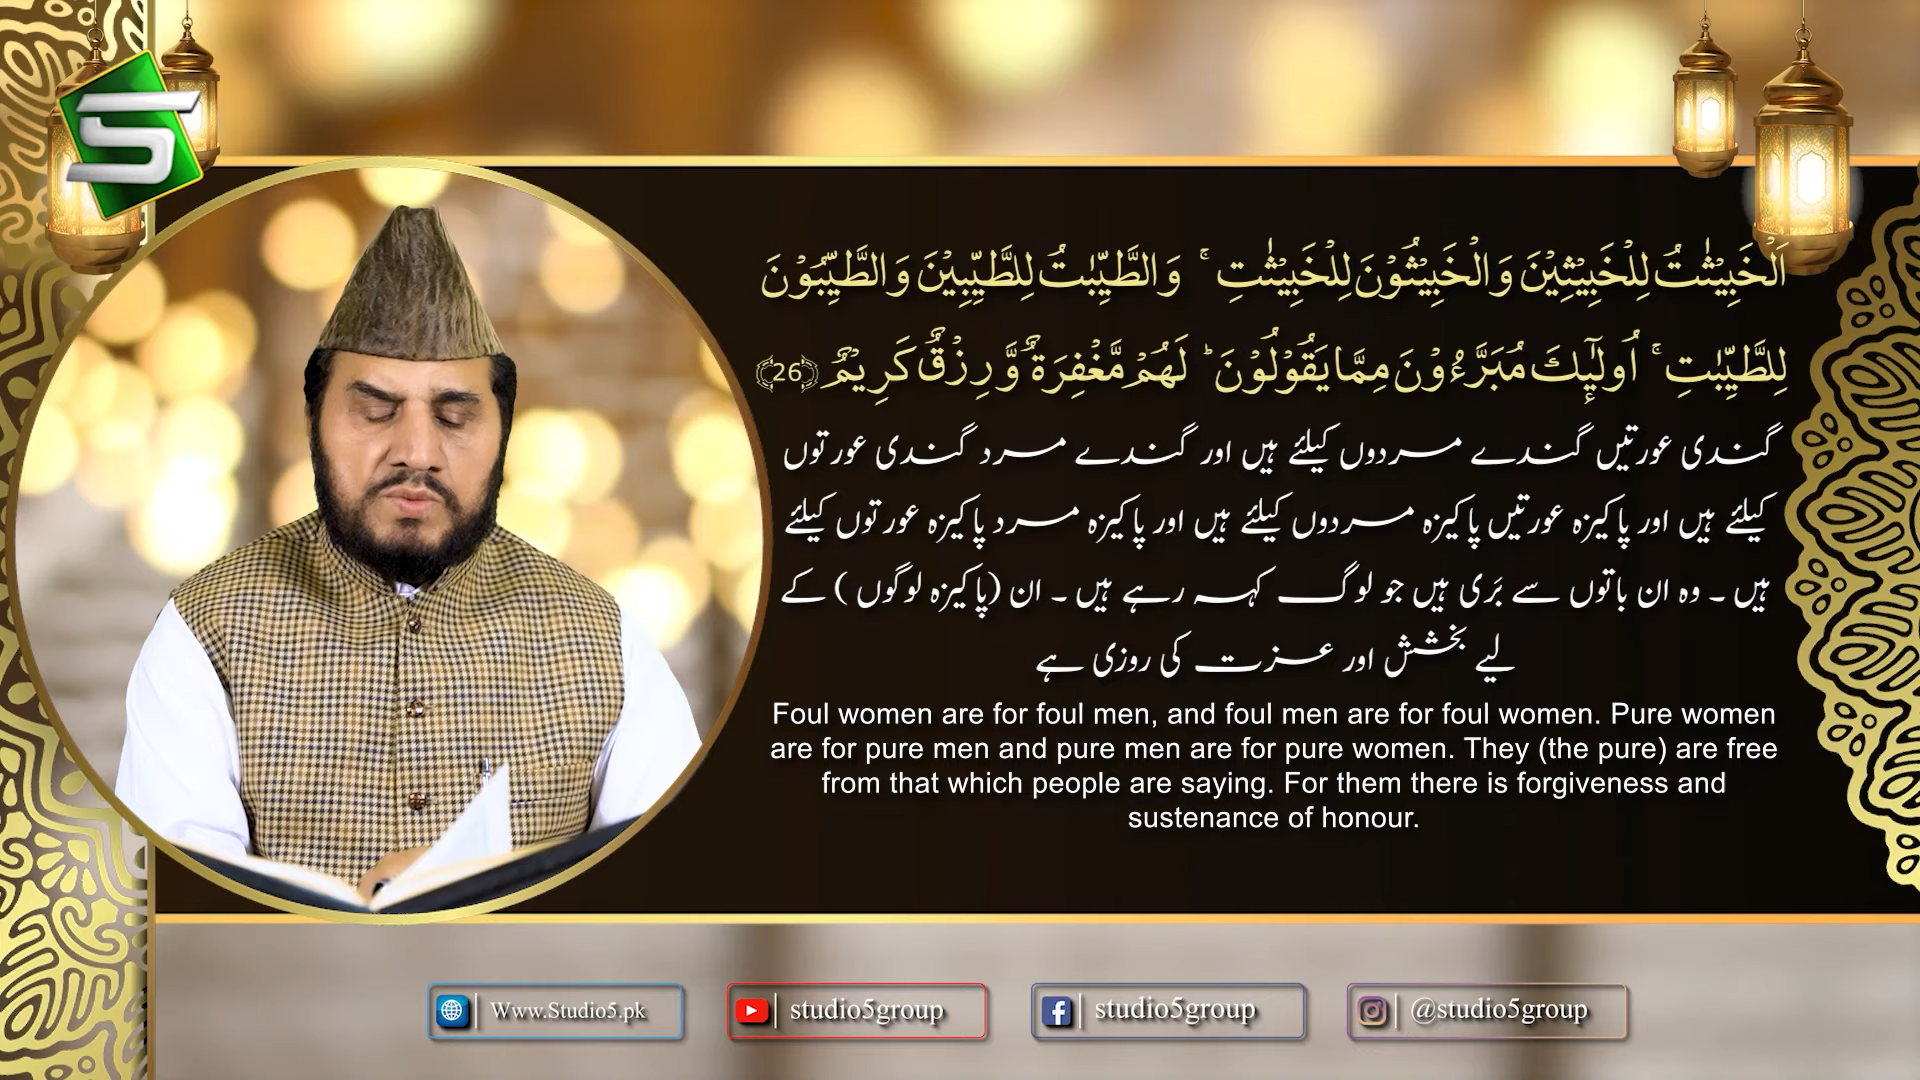 اَلْخَبِيْثٰتُ لِلْخَبِيْثِيْنَ وَالْخَبِيْثُوْنَ لِلْخَبِيْثٰتِ ۚ وَالطَّيِّبٰتُ لِلطَّيِّبِيْنَ وَالطَّيِّبُوْنَ
لِلطَّيِّبٰتِ ۚ اُولٰٓئِكَ مُبَرَّءُوْنَ مِمَّا يَقُوْلُوْنَ ؕ لَهُمْ مَّغْفِرَةٌ وَّرِزْقٌ كَرِيْمٌ ﴿26﴾
گندی عورتیں گندے مردوں کیلئے ہیں اور گندے مرد گندی عورتوں
کیلئے ہیں اور پاکیزہ عورتیں پاکیزہ مردوں کیلئے ہیں اور پاکیزہ مرد پاکیزہ عورتوں کیلئے
ہیں ۔ وہ ان باتوں سے بَری ہیں جو لوگ کہہ رہے ہیں ۔ ان (پاکیزہ لوگوں ) کے
لیے بخشش اور عزت کی روزی ہے
Foul women are for foul men, and foul men are for foul women. Pure women
are for pure men and pure men are for pure women. They (the pure) are free
from that which people are saying. For them there is forgiveness and
sustenance of honour.
Www.Studio5.pk
studio5group
studio5group
@studio5group